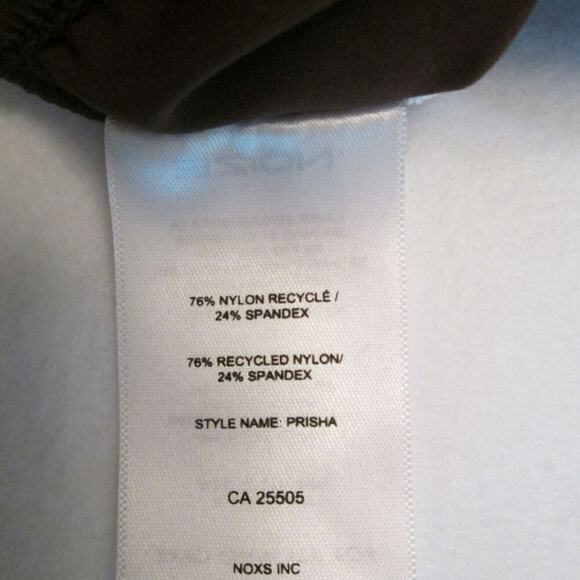 76% NYLON RECYCLÉ /
24% SPANDEX
76% RECYCLED NYLON/
24% SPANDEX
STYLE NAME: PRISHA
CA 25505
NOXS INC